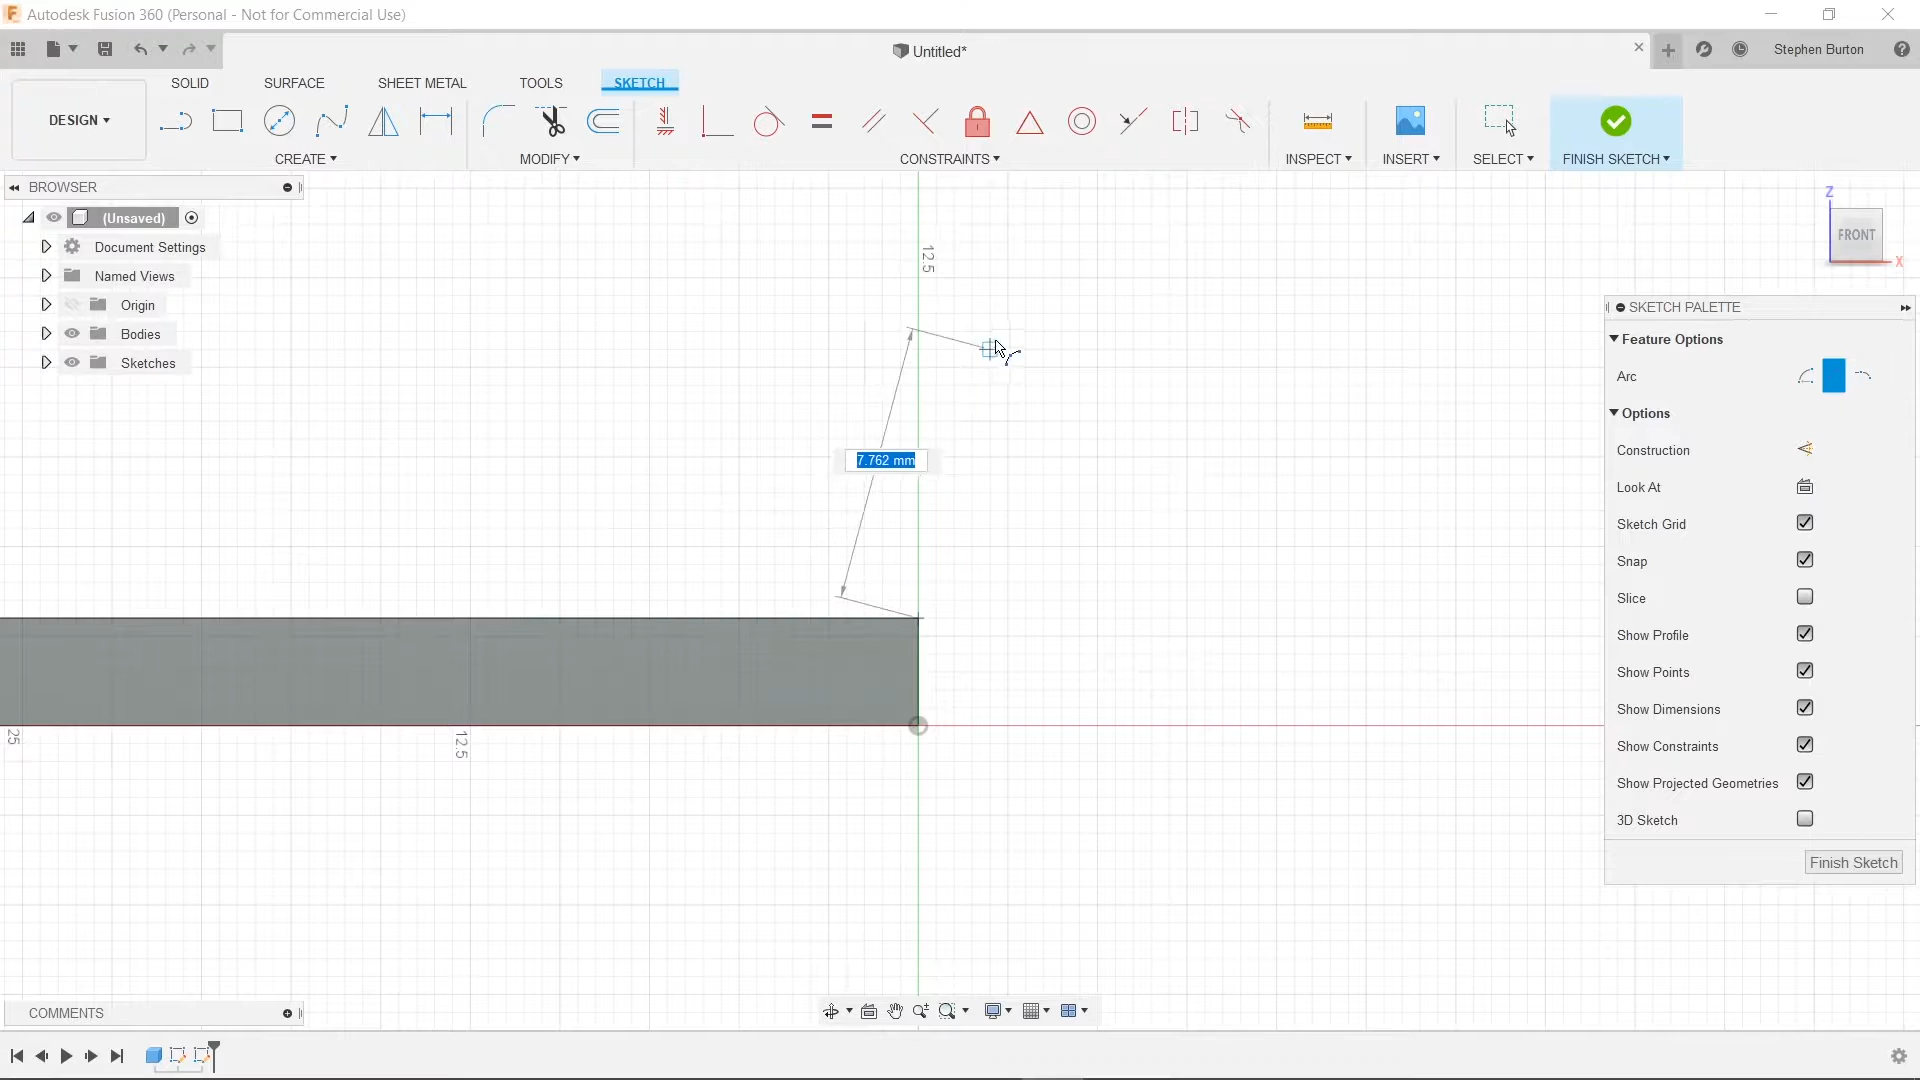 Autodesk Fusion 360 (Personal - Not for Commercial Use)
Untitled*
Stephen Burton
DESIGN
SOLID
SURFACE
SHEET METAL
TOOLS
SKETCH
CREATE
MODIFY
CONSTRAINTS
INSPECT
INSERT
SELECT
FINISH SKETCH
BROWSER
(Unsaved)
Document Settings
Named Views
Origin
Bodies
Sketches
12.5
7.762 mm
25
12.5
Z
FRONT
X
SKETCH PALETTE
Feature Options
Arc
Options
Construction
Look At
Sketch Grid
Snap
Slice
Show Profile
Show Points
Show Dimensions
Show Constraints
Show Projected Geometries
3D Sketch
Finish Sketch
COMMENTS